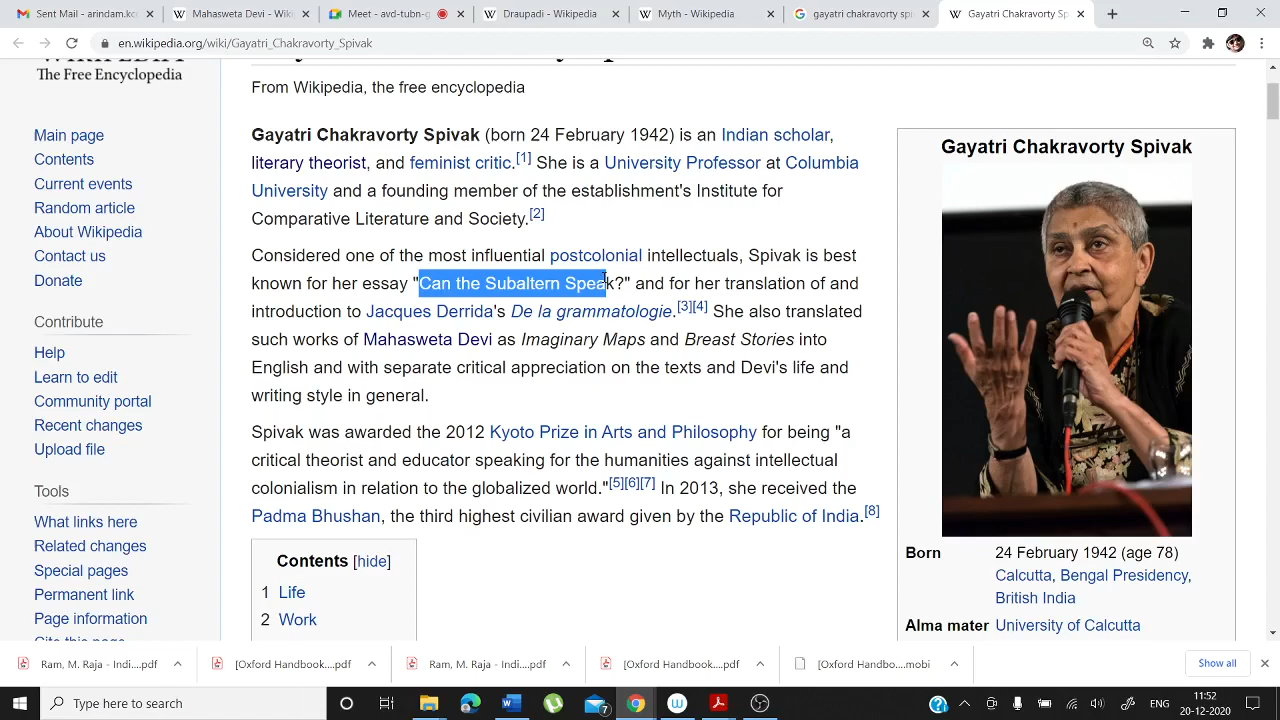 Sent Mail - arindam.kc
Mahasweta Devi - Wiki
Meet - avd-tubn-g
Draupadi - Wikipedia
Myth - Wikipedia
gayatri chakravorty spi
Gayatri Chakravorty Spi
en.wikipedia.org/wiki/Gayatri_Chakravorty_Spivak
The Free Encyclopedia
Main page
Contents
Current events
Random article
About Wikipedia
Contact us
Donate
Contribute
Help
Learn to edit
Community portal
Recent changes
Upload file
Tools
What links here
Related changes
Special pages
Permanent link
Page information
Cite this page
From Wikipedia, the free encyclopedia
Gayatri Chakravorty Spivak (born 24 February 1942) is an Indian scholar,
literary theorist, and feminist critic.[1] She is a University Professor at Columbia
University and a founding member of the establishment's Institute for
Comparative Literature and Society.[2]
Considered one of the most influential postcolonial intellectuals, Spivak is best
known for her essay "Can the Subaltern Speak?" and for her translation of and
introduction to Jacques Derrida's De la grammatologie.[3][4] She also translated
such works of Mahasweta Devi as Imaginary Maps and Breast Stories into
English and with separate critical appreciation on the texts and Devi's life and
writing style in general.
Spivak was awarded the 2012 Kyoto Prize in Arts and Philosophy for being "a
critical theorist and educator speaking for the humanities against intellectual
colonialism in relation to the globalized world."[5][6][7] In 2013, she received the
Padma Bhushan, the third highest civilian award given by the Republic of India.[8]
Contents [hide]
1 Life
2 Work
Gayatri Chakravorty Spivak
Born 24 February 1942 (age 78)
Calcutta, Bengal Presidency,
British India
Alma mater University of Calcutta
Ram, M. Raja - Indi....pdf
[Oxford Handbook....pdf
Ram, M. Raja - Indi....pdf
[Oxford Handbook....pdf
[Oxford Handbo....mobi
Show all
Type here to search
7
ENG
11:52
20-12-2020